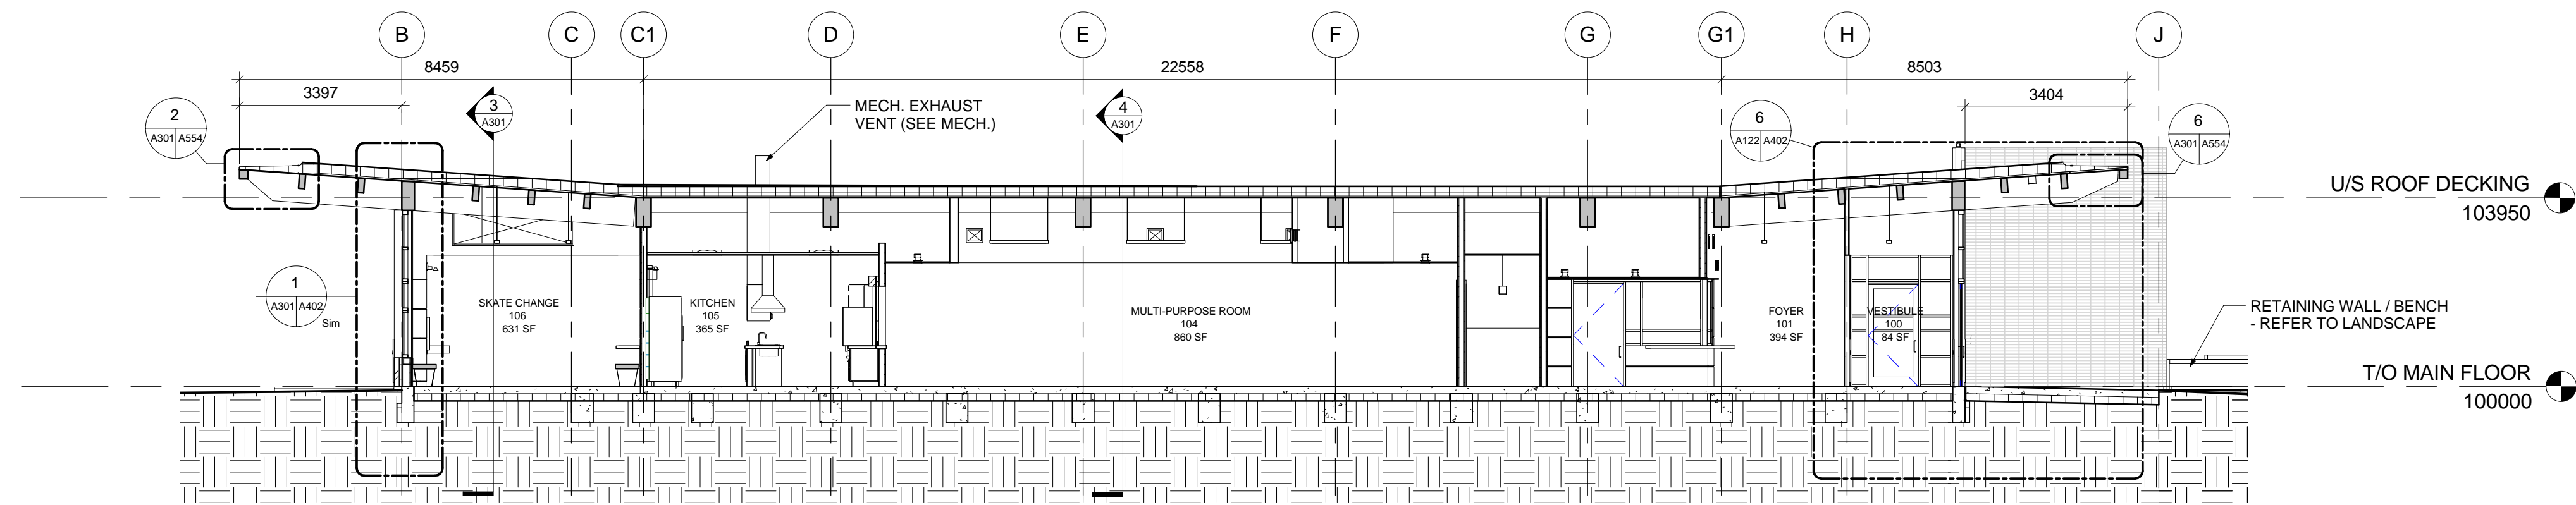 B
C
C1
D
E
F
G
G1
H
J
8459
22558
8503
3397
3404
2
A301 A554
3
A301
MECH. EXHAUST
VENT (SEE MECH.)
4
A301
6
A122 A402
6
A301 A554
U/S ROOF DECKING
103950
1
A301 A402
Sim
SKATE CHANGE
106
631 SF
KITCHEN
105
365 SF
MULTI-PURPOSE ROOM
104
860 SF
FOYER
101
394 SF
VESTIBULE
100
84 SF
RETAINING WALL / BENCH
- REFER TO LANDSCAPE
T/O MAIN FLOOR
100000